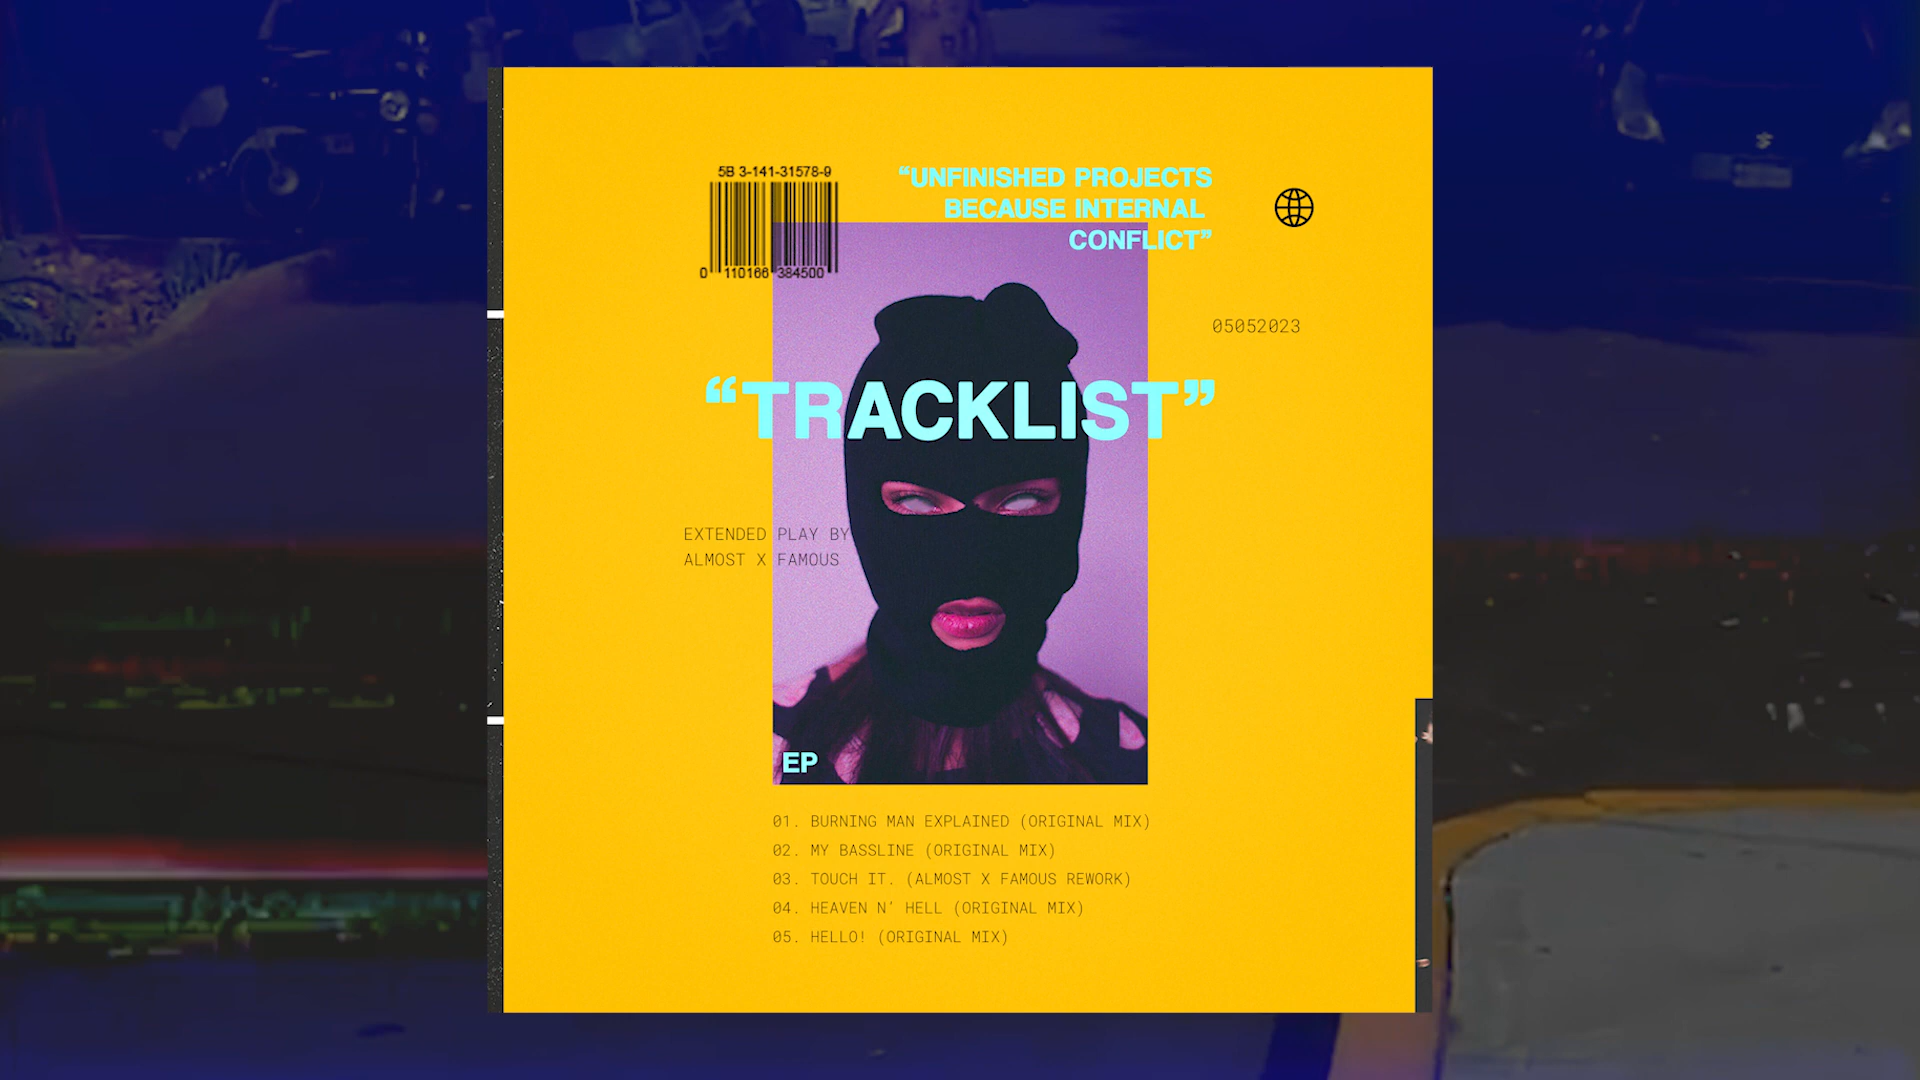 5B 3-141-31578-9
0 110166 384500
“UNFINISHED PROJECTS
BECAUSE INTERNAL
CONFLICT”
05052023
“TRACKLIST”
EXTENDED PLAY BY
ALMOST X FAMOUS
EP
01. BURNING MAN EXPLAINED (ORIGINAL MIX)
02. MY BASSLINE (ORIGINAL MIX)
03. TOUCH IT. (ALMOST X FAMOUS REWORK)
04. HEAVEN N’ HELL (ORIGINAL MIX)
05. HELLO! (ORIGINAL MIX)